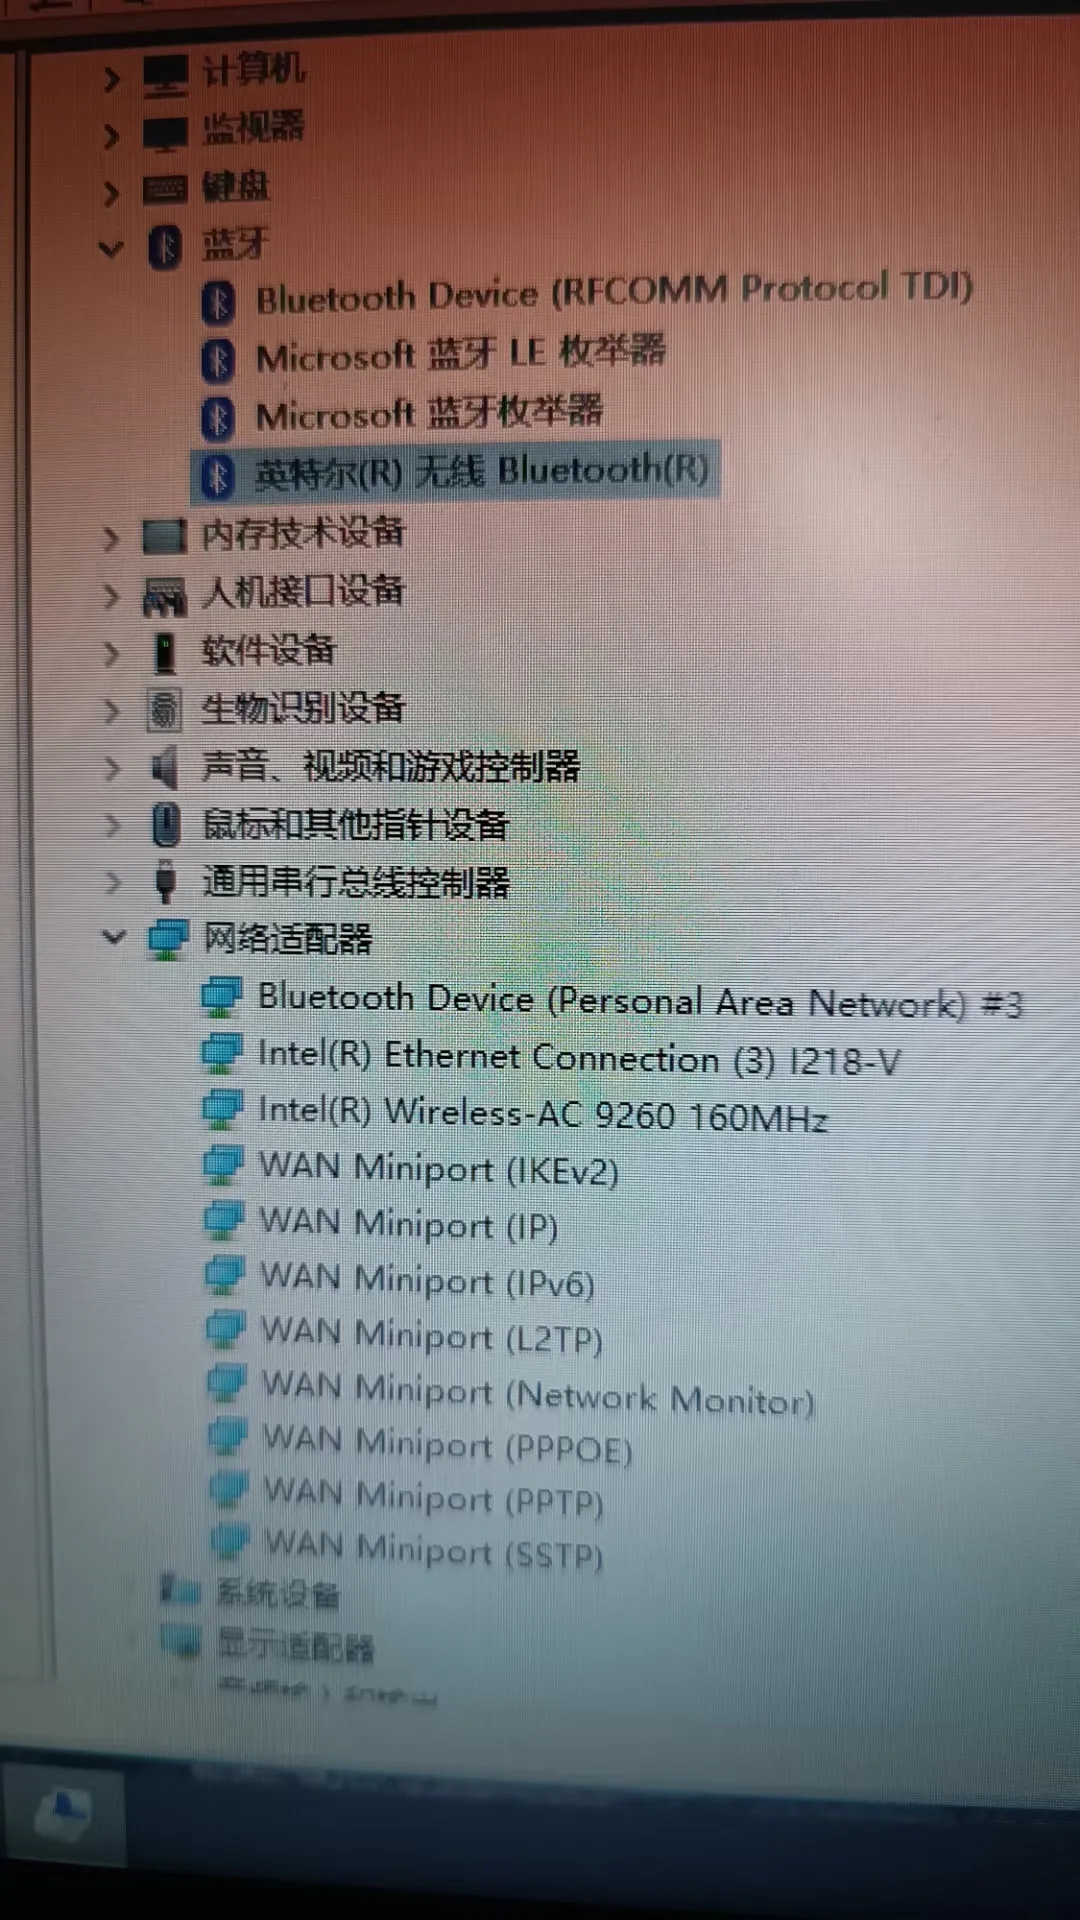 计算机
监视器
键盘
蓝牙
Bluetooth Device (RFCOMM Protocol TDI)
Microsoft 蓝牙 LE 枚举器
Microsoft 蓝牙枚举器
英特尔(R) 无线 Bluetooth(R)
内存技术设备
人机接口设备
软件设备
生物识别设备
声音、视频和游戏控制器
鼠标和其他指针设备
通用串行总线控制器
网络适配器
Bluetooth Device (Personal Area Network) #3
Intel(R) Ethernet Connection (3) I218-V
Intel(R) Wireless-AC 9260 160MHz
WAN Miniport (IKEv2)
WAN Miniport (IP)
WAN Miniport (IPv6)
WAN Miniport (L2TP)
WAN Miniport (Network Monitor)
WAN Miniport (PPPOE)
WAN Miniport (PPTP)
WAN Miniport (SSTP)
系统设备
显示适配器